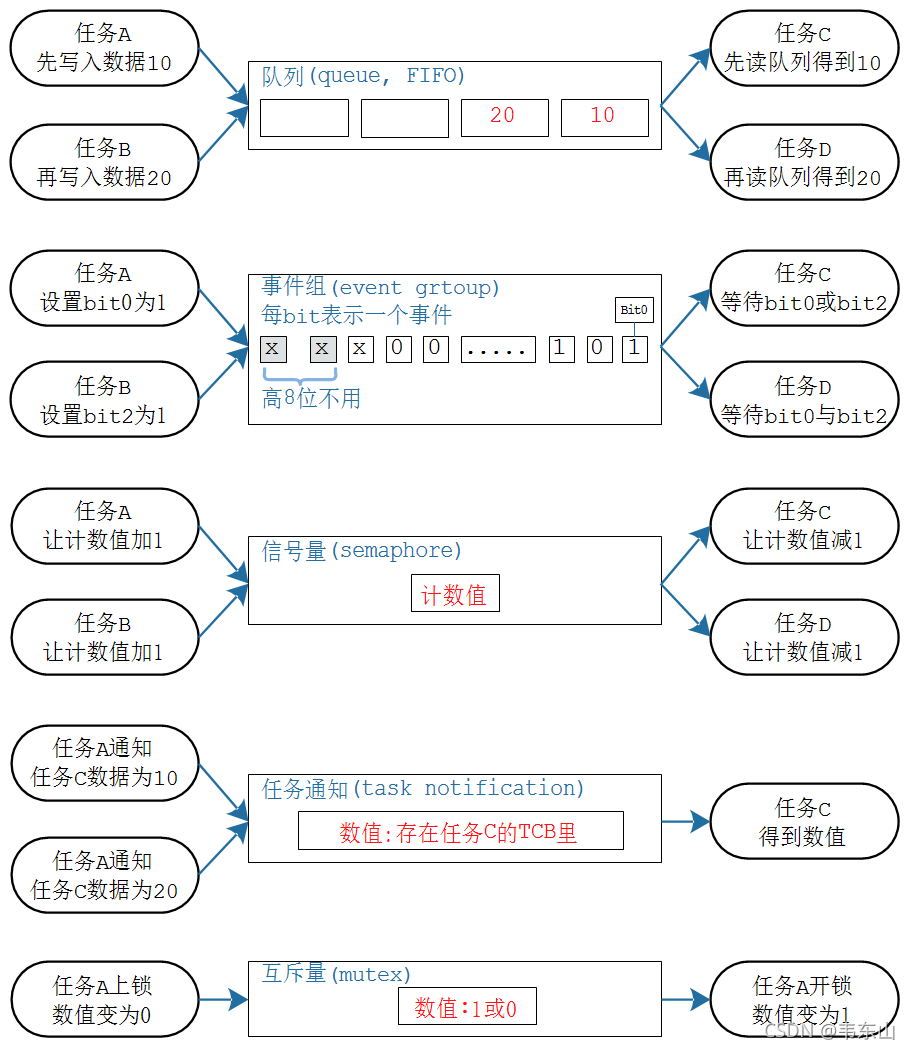 任务A
先写入数据10
任务B
再写入数据20
队列(queue, FIFO)
20 10
任务C
先读队列得到10
任务D
再读队列得到20
任务A
设置bit0为1
任务B
设置bit2为1
事件组(event grtoup)
每bit表示一个事件
Bit0
x x x 0 0 ..... 1 0 1
高8位不用
任务C
等待bit0或bit2
任务D
等待bit0与bit2
任务A
让计数值加1
任务B
让计数值加1
信号量(semaphore)
计数值
任务C
让计数值减1
任务D
让计数值减1
任务A通知
任务C数据为10
任务A通知
任务C数据为20
任务通知(task notification)
数值:存在任务C的TCB里
任务C
得到数值
任务A上锁
数值变为0
互斥量(mutex)
数值:1或0
任务A开锁
数值变为1
CSDN @韦东山